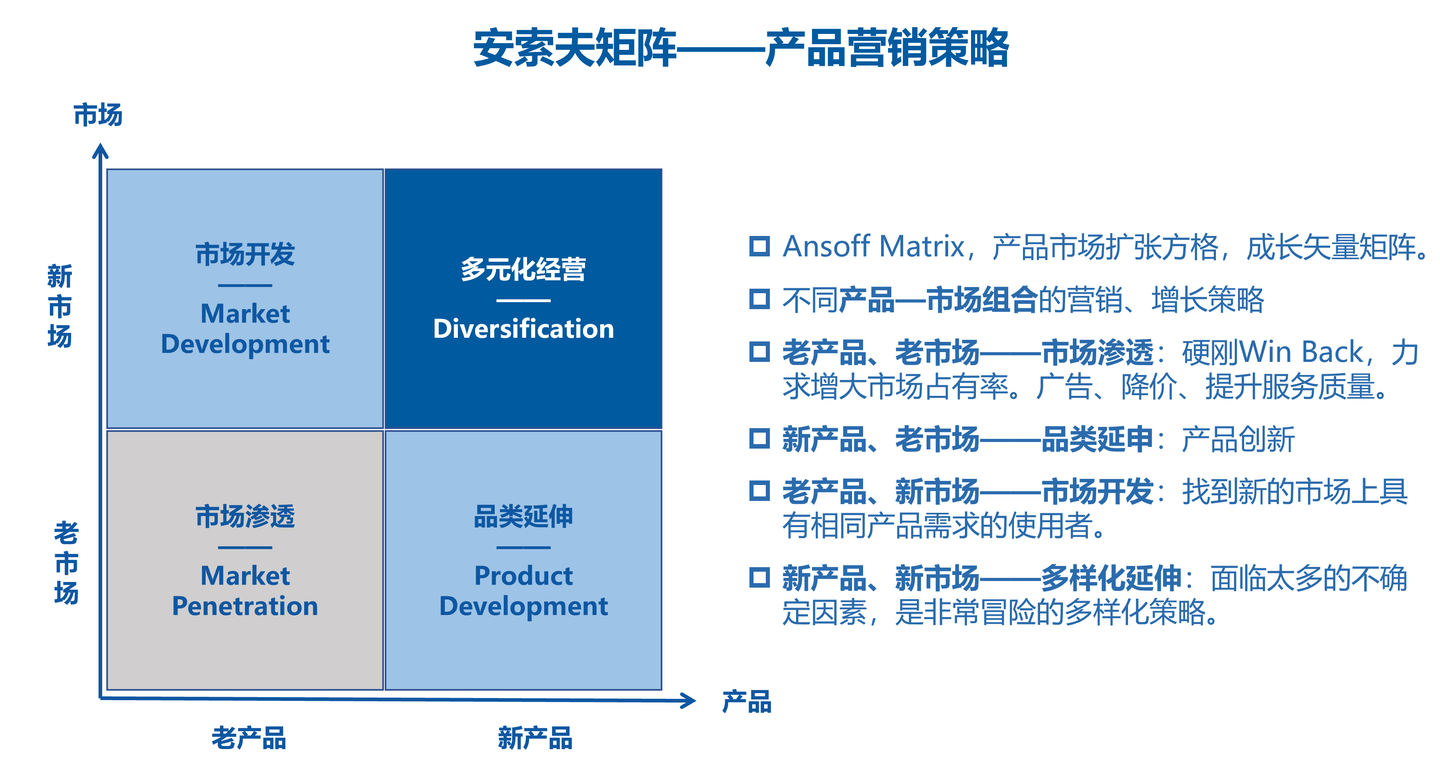 安索夫矩阵——产品营销策略
市场
新
市
场
老
市
场
市场开发
——
Market
Development
多元化经营
——
Diversification
市场渗透
——
Market
Penetration
品类延伸
——
Product
Development
老产品
新产品
产品
Ansoff Matrix，产品市场扩张方格，成长矢量矩阵。
不同产品—市场组合的营销、增长策略
老产品、老市场——市场渗透：硬刚Win Back，力
求增大市场占有率。广告、降价、提升服务质量。
新产品、老市场——品类延申：产品创新
老产品、新市场——市场开发：找到新的市场上具
有相同产品需求的使用者。
新产品、新市场——多样化延伸：面临太多的不确
定因素，是非常冒险的多样化策略。